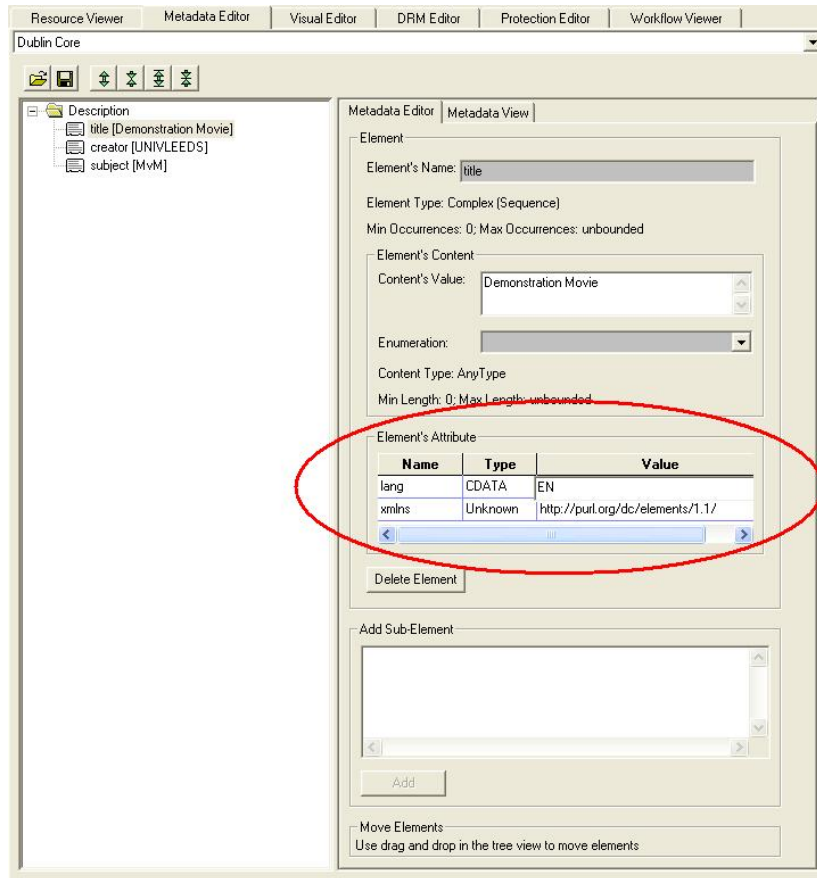 Resource Viewer Metadata Editor Visual Editor DRM Editor Protection Editor Workflow Viewer
Dublin Core
Description
title [Demonstration Movie]
creator [UNIVLEEDS]
subject [MvM]
Metadata Editor Metadata View
Element
Element's Name: title
Element Type: Complex (Sequence)
Min Occurrences: 0; Max Occurrences: unbounded
Element's Content
Content's Value: Demonstration Movie
Enumeration:
Content Type: AnyType
Min Length: 0; Max Length: unbounded
Element's Attribute
Name Type Value
lang CDATA EN
xmlns Unknown http://purl.org/dc/elements/1.1/
Delete Element
Add Sub-Element
Add
Move Elements
Use drag and drop in the tree view to move elements